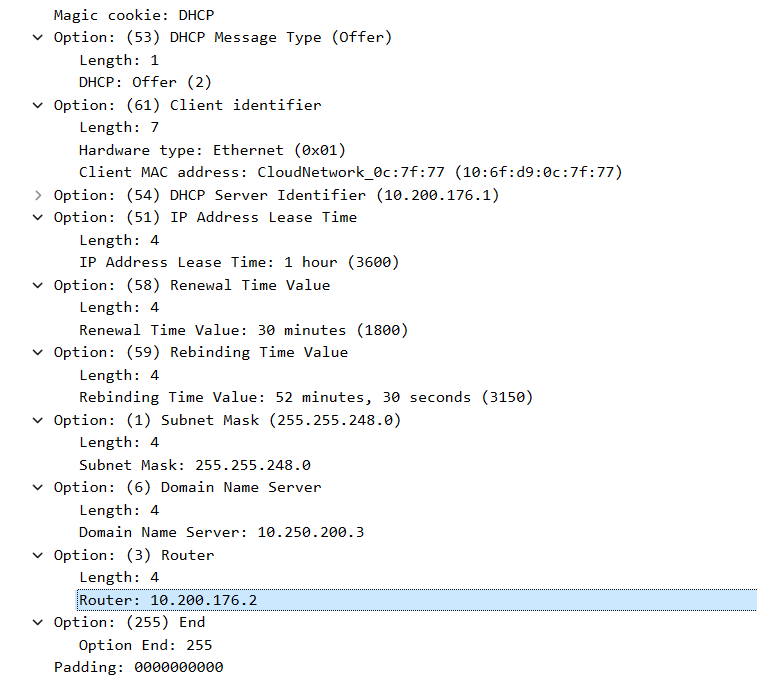 Magic cookie: DHCP
Option: (53) DHCP Message Type (Offer)
Length: 1
DHCP: Offer (2)
Option: (61) Client identifier
Length: 7
Hardware type: Ethernet (0x01)
Client MAC address: CloudNetwork_0c:7f:77 (10:6f:d9:0c:7f:77)
Option: (54) DHCP Server Identifier (10.200.176.1)
Option: (51) IP Address Lease Time
Length: 4
IP Address Lease Time: 1 hour (3600)
Option: (58) Renewal Time Value
Length: 4
Renewal Time Value: 30 minutes (1800)
Option: (59) Rebinding Time Value
Length: 4
Rebinding Time Value: 52 minutes, 30 seconds (3150)
Option: (1) Subnet Mask (255.255.248.0)
Length: 4
Subnet Mask: 255.255.248.0
Option: (6) Domain Name Server
Length: 4
Domain Name Server: 10.250.200.3
Option: (3) Router
Length: 4
Router: 10.200.176.2
Option: (255) End
Option End: 255
Padding: 0000000000